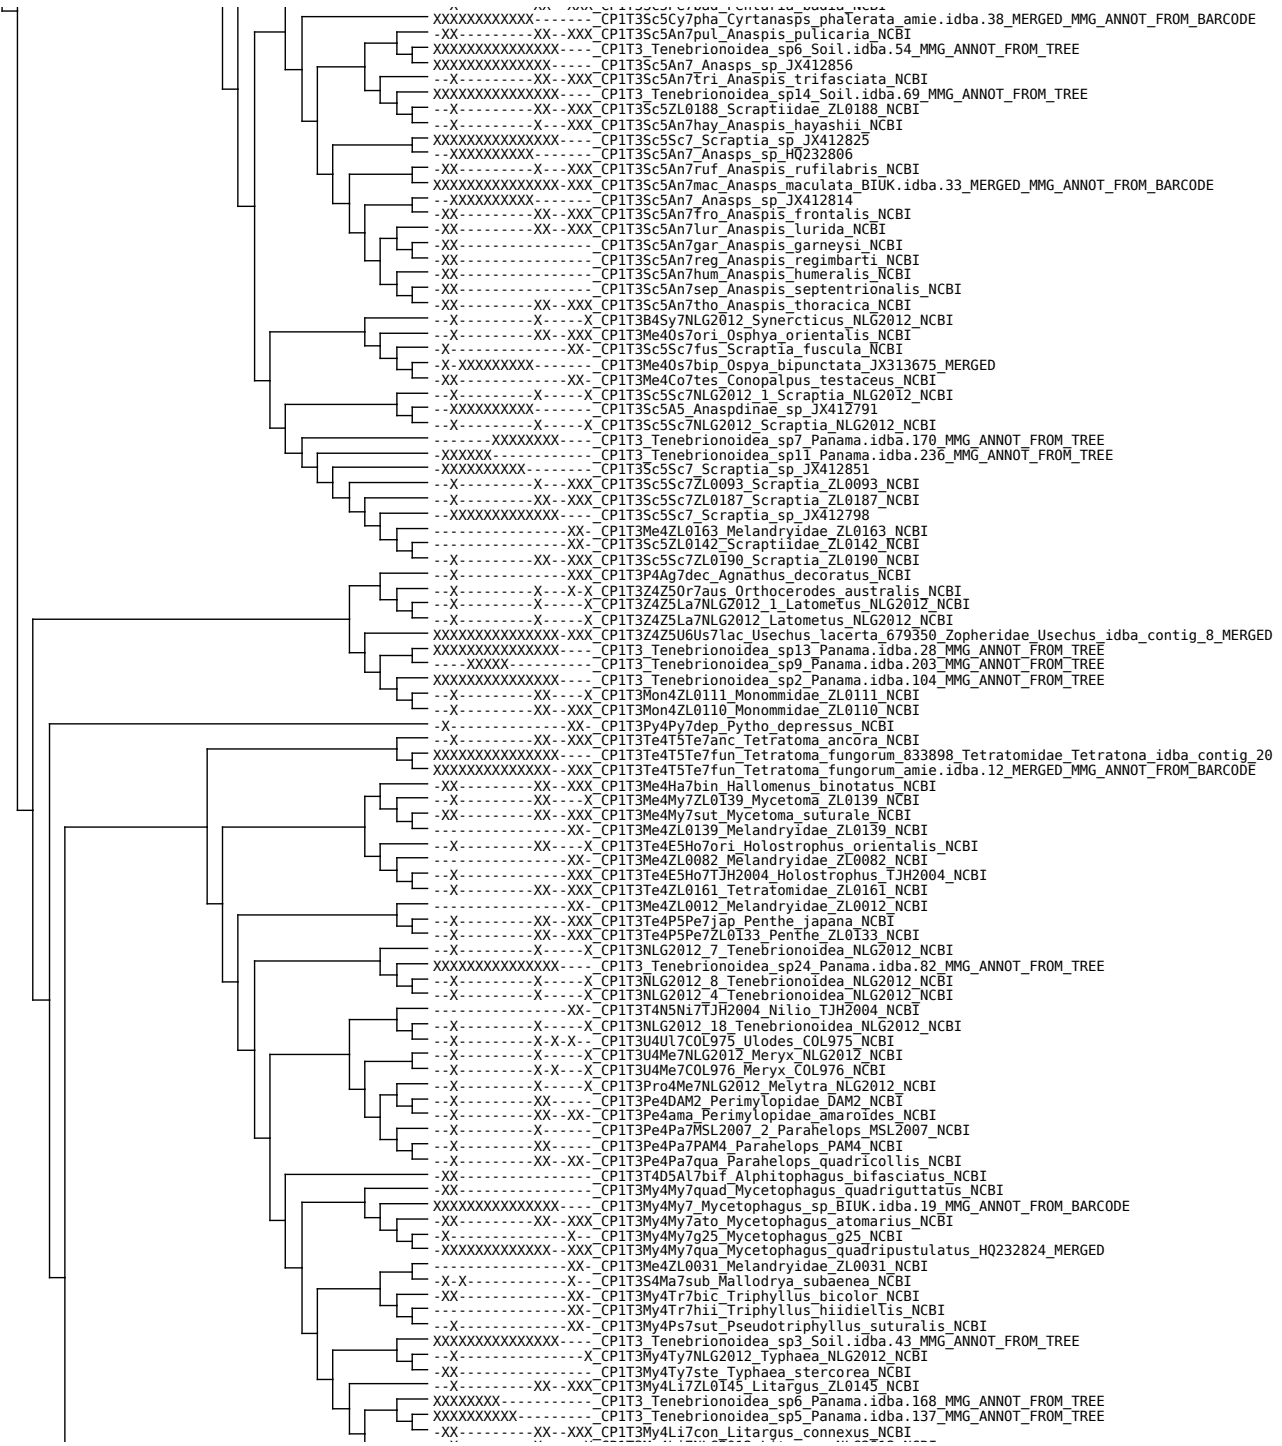 XXXXXXXXXXXX-------_CP1T3Sc5Cy7pha_Cyrtanasps_phalerata_amie.idba.38_MERGED_MMG_ANNOT_FROM_BARCODE
-XX---------XX--XXX_CP1T3Sc5An7pul_Anaspis_pulicaria_NCBI
XXXXXXXXXXXXXXX----_CP1T3_Tenebrionoidea_sp6_Soil.idba.54_MMG_ANNOT_FROM_TREE
XXXXXXXXXXXXXX-----_CP1T3Sc5An7_Anasps_sp_JX412856
--X---------XX--XXX_CP1T3Sc5An7tri_Anaspis_trifasciata_NCBI
XXXXXXXXXXXXXXX----_CP1T3_Tenebrionoidea_sp14_Soil.idba.69_MMG_ANNOT_FROM_TREE
--X---------XX--XXX_CP1T3Sc5ZL0188_Scraptiidae_ZL0188_NCBI
--X---------X---XXX_CP1T3Sc5An7hay_Anaspis_hayashii_NCBI
XXXXXXXXXXXXXXX----_CP1T3Sc5Sc7_Scraptia_sp_JX412825
--XXXXXXXXXX-------_CP1T3Sc5An7_Anasps_sp_HQ232806
-XX---------X---XXX_CP1T3Sc5An7ruf_Anaspis_rufilabris_NCBI
XXXXXXXXXXXXXXX-XXX_CP1T3Sc5An7mac_Anasps_maculata_BIUK.idba.33_MERGED_MMG_ANNOT_FROM_BARCODE
--XXXXXXXXXX-------_CP1T3Sc5An7_Anasps_sp_JX412814
-XX---------XX--XXX_CP1T3Sc5An7fro_Anaspis_frontalis_NCBI
-XX---------XX--XXX_CP1T3Sc5An7lur_Anaspis_lurida_NCBI
-XX----------------_CP1T3Sc5An7gar_Anaspis_garneysi_NCBI
-XX----------------_CP1T3Sc5An7reg_Anaspis_regimbarti_NCBI
-XX----------------_CP1T3Sc5An7hum_Anaspis_humeralis_NCBI
-XX----------------_CP1T3Sc5An7sep_Anaspis_septentrionalis_NCBI
-XX---------XX--XXX_CP1T3Sc5An7tho_Anaspis_thoracica_NCBI
--X---------X-----X_CP1T3B4Sy7NLG2012_Synercticus_NLG2012_NCBI
--X---------XX--XXX_CP1T3Me4Os7ori_Osphya_orientalis_NCBI
-X--------------XX-_CP1T3Sc5Sc7fus_Scraptia_fuscula_NCBI
-X-XXXXXXXXX-------_CP1T3Me4Os7bip_Ospya_bipunctata_JX313675_MERGED
-XX-------------XX-_CP1T3Me4Co7tes_Conopalpus_testaceus_NCBI
--X---------X-----X_CP1T3Sc5Sc7NLG2012_1_Scraptia_NLG2012_NCBI
--XXXXXXXXXX-------_CP1T3Sc5A5_Anaspdinae_sp_JX412791
--X---------X-----X_CP1T3Sc5Sc7NLG2012_Scraptia_NLG2012_NCBI
-------XXXXXXXX----_CP1T3_Tenebrionoidea_sp7_Panama.idba.170_MMG_ANNOT_FROM_TREE
-XXXXXX------------_CP1T3_Tenebrionoidea_sp11_Panama.idba.236_MMG_ANNOT_FROM_TREE
-XXXXXXXXXX--------_CP1T3Sc5Sc7_Scraptia_sp_JX412851
--X---------X---XXX_CP1T3Sc5Sc7ZL0093_Scraptia_ZL0093_NCBI
--X---------XX--XXX_CP1T3Sc5Sc7ZL0187_Scraptia_ZL0187_NCBI
--XXXXXXXXXXXXX----_CP1T3Sc5Sc7_Scraptia_sp_JX412798
----------------XX-_CP1T3Me4ZL0163_Melandryidae_ZL0163_NCBI
----------------XX-_CP1T3Sc5ZL0142_Scraptiidae_ZL0142_NCBI
--X---------XX--XXX_CP1T3Sc5Sc7ZL0190_Scraptia_ZL0190_NCBI
--X-------------XXX_CP1T3P4Ag7dec_Agnathus_decoratus_NCBI
--X---------X---X-X_CP1T3Z4Z5Or7aus_Orthocerodes_australis_NCBI
--X---------X-----X_CP1T3Z4Z5La7NLG2012_1_Latometus_NLG2012_NCBI
--X---------X-----X_CP1T3Z4Z5La7NLG2012_Latometus_NLG2012_NCBI
XXXXXXXXXXXXXXX-XXX_CP1T3Z4Z5U6Us7lac_Usechus_lacerta_679350_Zopheridae_Usechus_idba_contig_8_MERGED
XXXXXXXXXXXXXXX----_CP1T3_Tenebrionoidea_sp13_Panama.idba.28_MMG_ANNOT_FROM_TREE
----XXXXX----------_CP1T3_Tenebrionoidea_sp9_Panama.idba.203_MMG_ANNOT_FROM_TREE
XXXXXXXXXXXXXXX----_CP1T3_Tenebrionoidea_sp2_Panama.idba.104_MMG_ANNOT_FROM_TREE
--X---------XX----X_CP1T3Mon4ZL0111_Monommidae_ZL0111_NCBI
--X---------XX--XXX_CP1T3Mon4ZL0110_Monommidae_ZL0110_NCBI
-X--------------XX-_CP1T3Py4Py7dep_Pytho_depressus_NCBI
--X---------XX--XXX_CP1T3Te4T5Te7anc_Tetratoma_ancora_NCBI
XXXXXXXXXXXXXXX----_CP1T3Te4T5Te7fun_Tetratoma_fungorum_833898_Tetratomidae_Tetratona_idba_contig_20
XXXXXXXXXXXXXX--XXX_CP1T3Te4T5Te7fun_Tetratoma_fungorum_amie.idba.12_MERGED_MMG_ANNOT_FROM_BARCODE
-XX---------XX--XXX_CP1T3Me4Ha7bin_Hallomenus_binotatus_NCBI
--X---------XX----X_CP1T3Me4My7ZL0139_Mycetoma_ZL0139_NCBI
-XX---------XX--XXX_CP1T3Me4My7sut_Mycetoma_suturale_NCBI
----------------XX-_CP1T3Me4ZL0139_Melandryidae_ZL0139_NCBI
--X---------XX----X_CP1T3Te4E5Ho7ori_Holostrophus_orientalis_NCBI
----------------XX-_CP1T3Me4ZL0082_Melandryidae_ZL0082_NCBI
--X-------------XXX_CP1T3Te4E5Ho7TJH2004_Holostrophus_TJH2004_NCBI
--X---------XX--XXX_CP1T3Te4ZL0161_Tetratomidae_ZL0161_NCBI
----------------XX-_CP1T3Me4ZL0012_Melandryidae_ZL0012_NCBI
--X---------XX--XXX_CP1T3Te4P5Pe7jap_Penthe_japana_NCBI
--X---------XX--XXX_CP1T3Te4P5Pe7ZL0133_Penthe_ZL0133_NCBI
--X---------X-----X_CP1T3NLG2012_7_Tenebrionoidea_NLG2012_NCBI
XXXXXXXXXXXXXXX----_CP1T3_Tenebrionoidea_sp24_Panama.idba.82_MMG_ANNOT_FROM_TREE
--X---------X-----X_CP1T3NLG2012_8_Tenebrionoidea_NLG2012_NCBI
--X---------X-----X_CP1T3NLG2012_4_Tenebrionoidea_NLG2012_NCBI
----------------XX-_CP1T3T4N5Ni7TJH2004_Nilio_TJH2004_NCBI
--X---------X-----X_CP1T3NLG2012_18_Tenebrionoidea_NLG2012_NCBI
--X---------X-X-X--_CP1T3U4Ul7COL975_Ulodes_COL975_NCBI
--X---------X-----X_CP1T3U4Me7NLG2012_Meryx_NLG2012_NCBI
--X---------X-X---X_CP1T3U4Me7COL976_Meryx_COL976_NCBI
--X---------X-----X_CP1T3Pro4Me7NLG2012_Melytra_NLG2012_NCBI
--X---------XX-----_CP1T3Pe4DAM2_Perimylopidae_DAM2_NCBI
--X---------XX--XX-_CP1T3Pe4ama_Perimylopidae_amaroides_NCBI
--X---------X------_CP1T3Pe4Pa7MSL2007_2_Parahelops_MSL2007_NCBI
--X---------XX-----_CP1T3Pe4Pa7PAM4_Parahelops_PAM4_NCBI
--X---------XX--XX-_CP1T3Pe4Pa7qua_Parahelops_quadricollis_NCBI
-XX----------------_CP1T3T4D5Al7bif_Alphitophagus_bifasciatus_NCBI
-XX----------------_CP1T3My4My7quad_Mycetophagus_quadriguttatus_NCBI
XXXXXXXXXXXXXXX----_CP1T3My4My7_Mycetophagus_sp_BIUK.idba.19_MMG_ANNOT_FROM_BARCODE
-XX---------XX--XXX_CP1T3My4My7ato_Mycetophagus_atomarius_NCBI
-X--------------X--_CP1T3My4My7g25_Mycetophagus_g25_NCBI
-XXXXXXXXXXXXX--XXX_CP1T3My4My7qua_Mycetophagus_quadripustulatus_HQ232824_MERGED
----------------XX-_CP1T3Me4ZL0031_Melandryidae_ZL0031_NCBI
-X-X------------X--_CP1T3S4Ma7sub_Mallodrya_subaenea_NCBI
-XX-------------XX-_CP1T3My4Tr7bic_Triphyllus_bicolor_NCBI
----------------XX-_CP1T3My4Tr7hii_Triphyllus_hiidiellis_NCBI
--X-------------XX-_CP1T3My4Ps7sut_Pseudotriphyllus_suturalis_NCBI
XXXXXXXXXXXXXXX----_CP1T3_Tenebrionoidea_sp3_Soil.idba.43_MMG_ANNOT_FROM_TREE
--X---------------X_CP1T3My4Ty7NLG2012_Typhaea_NLG2012_NCBI
-XX----------------_CP1T3My4Ty7ste_Typhaea_stercorea_NCBI
--X---------XX--XXX_CP1T3My4Li7ZL0145_Litargus_ZL0145_NCBI
XXXXXXXX-----------_CP1T3_Tenebrionoidea_sp6_Panama.idba.168_MMG_ANNOT_FROM_TREE
XXXXXXXXXX---------_CP1T3_Tenebrionoidea_sp5_Panama.idba.137_MMG_ANNOT_FROM_TREE
-XX---------XX--XXX_CP1T3My4Li7con_Litargus_connexus_NCBI